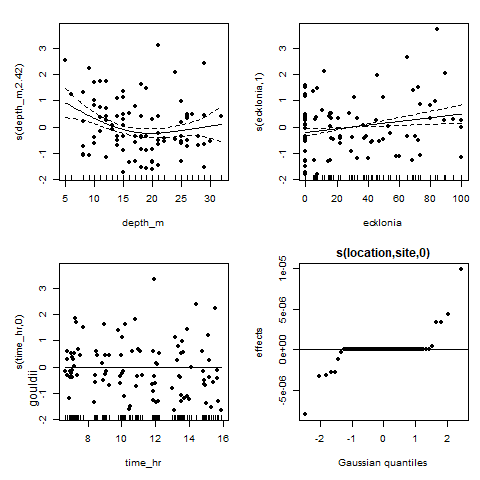 s(depth_m,2.42)
3
2
1
0
-1
-2
5 10 15 20 25 30
depth_m
s(ecklonia,1)
3
2
1
0
-1
-2
0 20 40 60 80 100
ecklonia
s(time_hr,0)
gouldii
4
3
2
1
0
-1
-2
8 10 12 14 16
time_hr
s(location,site,0)
effects
1e-05
5e-06
0e+00
-5e-06
-2 -1 0 1 2
Gaussian quantiles